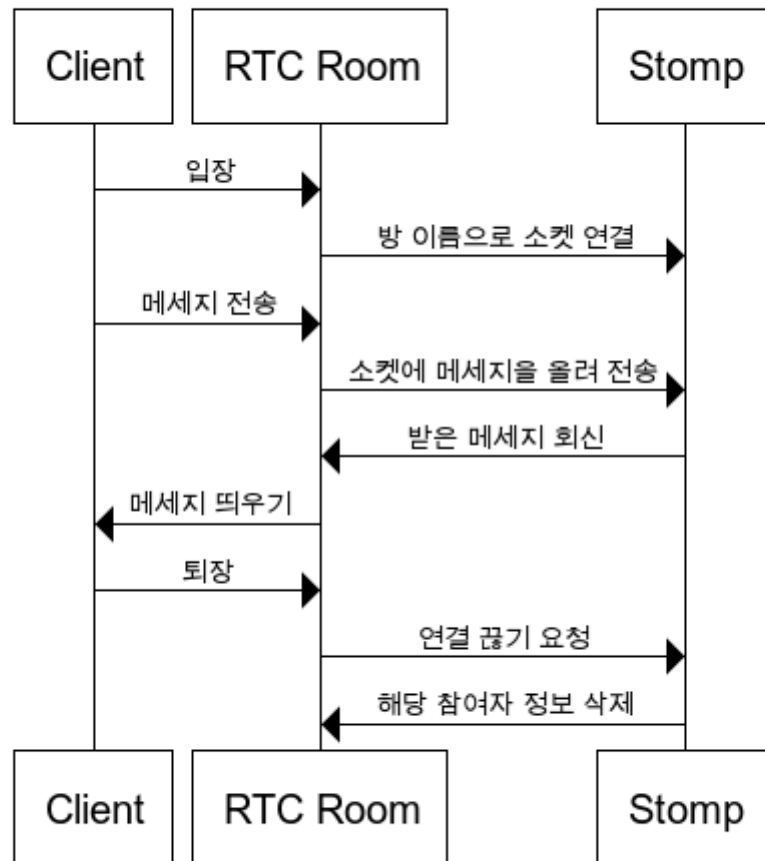 Client
RTC Room
Stomp
입장
방 이름으로 소켓 연결
메세지 전송
소켓에 메세지을 올려 전송
받은 메세지 회신
메세지 띄우기
퇴장
연결 끊기 요청
해당 참여자 정보 삭제
Client
RTC Room
Stomp